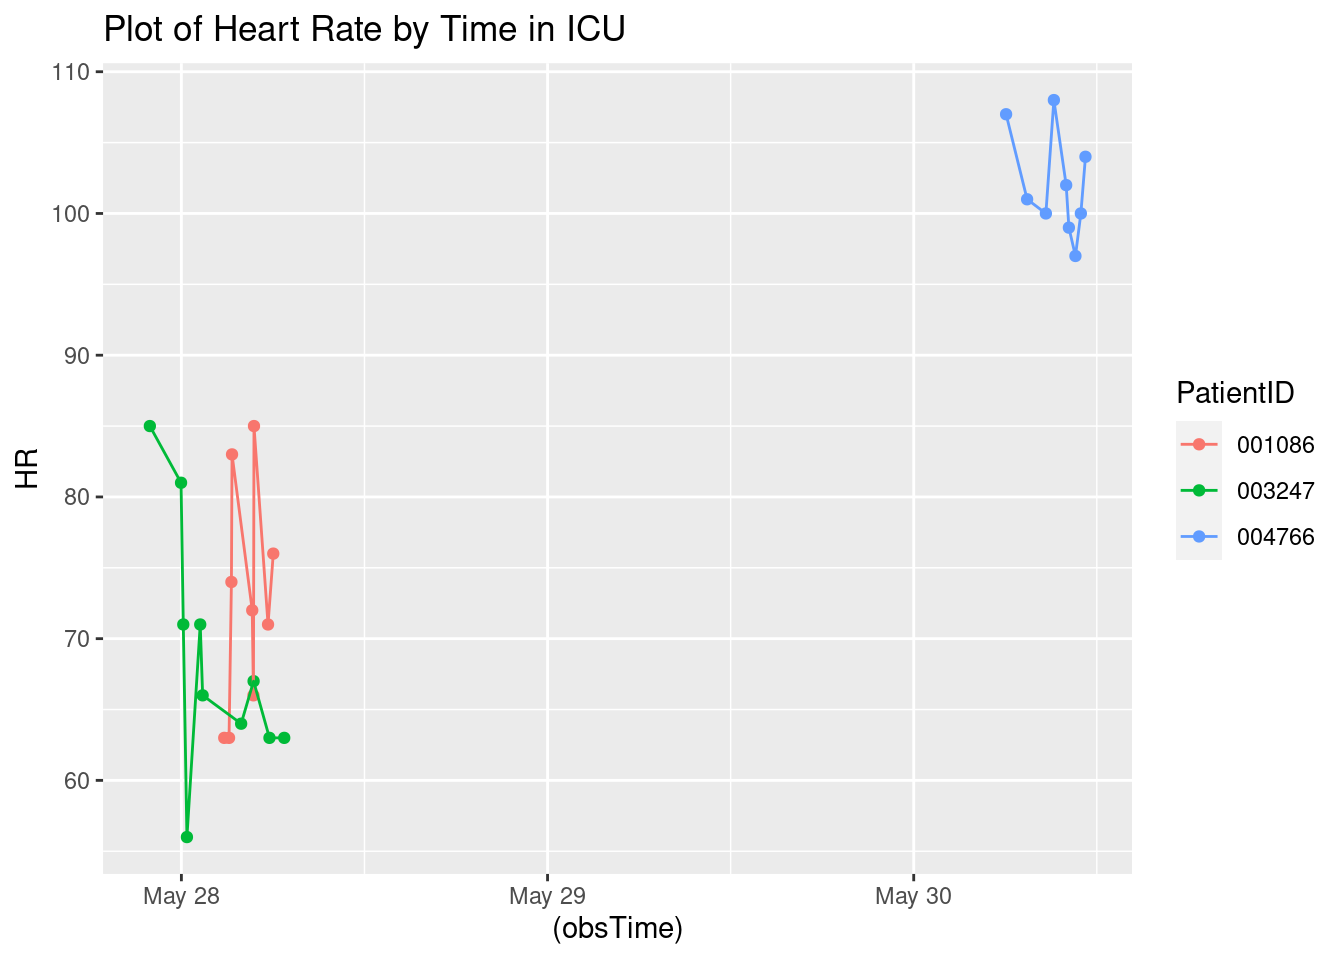 Plot of Heart Rate by Time in ICU
110
100
90
80
70
60
HR
May 28
May 29
May 30
(obsTime)
PatientID
001086
003247
004766